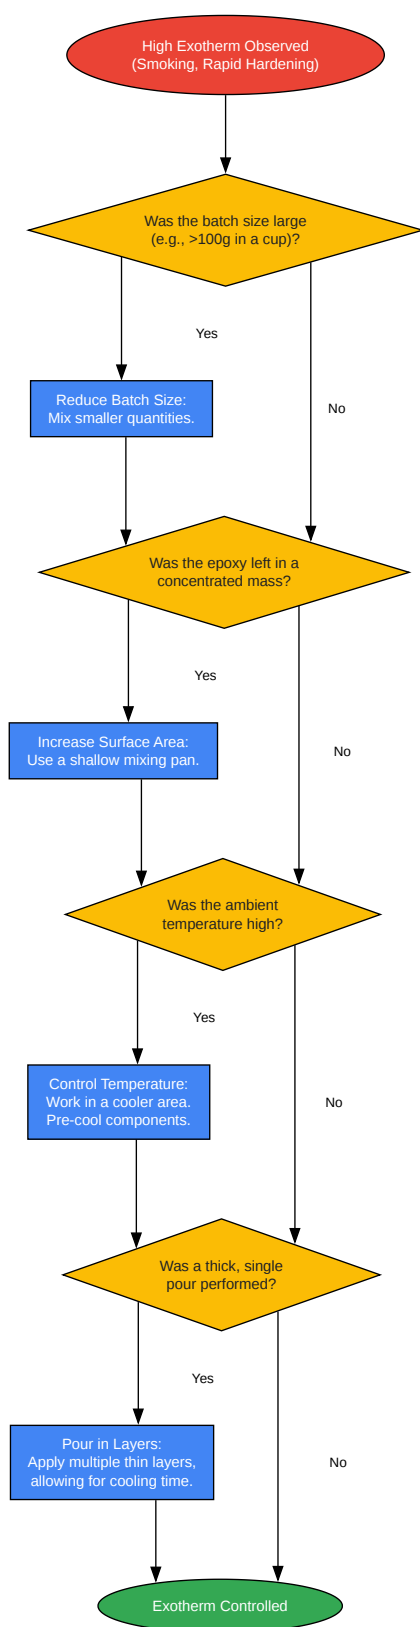 High Exotherm Observed
(Smoking, Rapid Hardening)
Was the batch size large
(e.g., >100g in a cup)?
Yes
Reduce Batch Size:
Mix smaller quantities.
No
Was the epoxy left in a
concentrated mass?
Yes
Increase Surface Area:
Use a shallow mixing pan.
No
Was the ambient
temperature high?
Yes
Control Temperature:
Work in a cooler area.
Pre-cool components.
No
Was a thick, single
pour performed?
Yes
Pour in Layers:
Apply multiple thin layers,
allowing for cooling time.
No
Exotherm Controlled